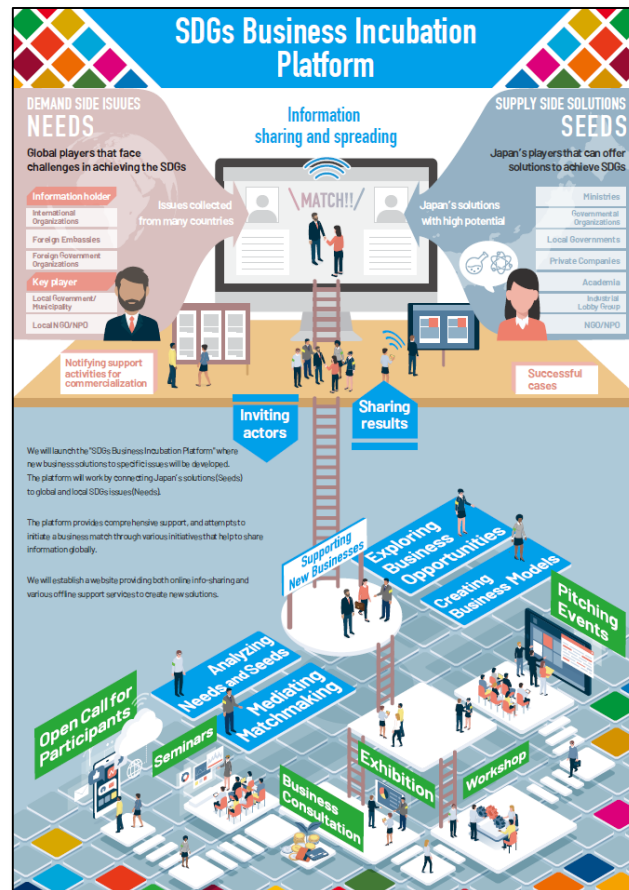 SDGs Business Incubation
Platform
DEMAND SIDE ISUUES
NEEDS
Global players that face
challenges in achieving the SDGs
Information holder
International
Organizations
Foreign Embassies
Foreign Government
Organizations
Key player
Local Government/
Municipality
Local NGO/NPO
Issues collected
from many countries
Information
sharing and spreading
MATCH!!
SUPPLY SIDE SOLUTIONS
SEEDS
Japan's players that can offer
solutions to achieve SDGs
Japan's solutions
with high potential
Ministries
Governmental
Organizations
Local Governments
Private Companies
Academia
Industrial
Lobby Group
NGO/NPO
Notifying support
activities for
commercialization
Successful
cases
Inviting
actors
Sharing
results
We will launch the "SDGs Business Incubation Platform" where
new business solutions to specific issues will be developed.
The platform will work by connecting Japan's solutions(Seeds)
to global and local SDGs issues(Needs).
The platform provides comprehensive support, and attempts to
initiate a business match through various initiatives that help to share
information globally.
We will establish a website providing both online info-sharing and
various offline support services to create new solutions.
Supporting
New Businesses
Exploring
Business
Opportunities
Creating
Business Models
Pitching
Events
Analyzing
Needs and Seeds
Mediating
Matchmaking
Open Call for
Participants
Seminars
Business
Consultation
Exhibition
Workshop